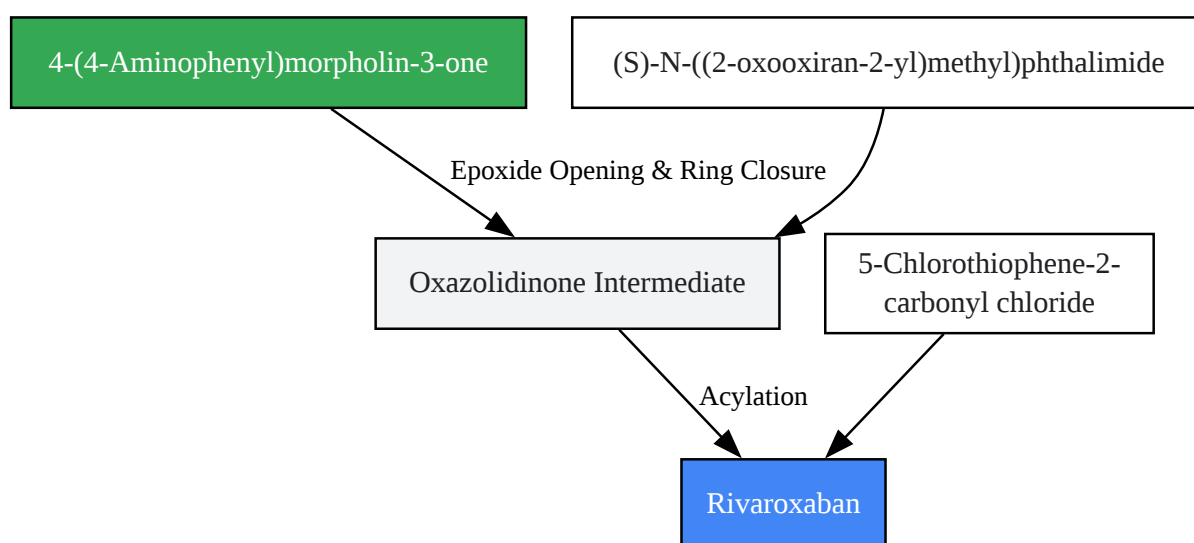 4-(4-Aminophenyl)morpholin-3-one
(S)-N-((2-oxooxiran-2-yl)methyl)phthalimide
Epoxide Opening & Ring Closure
Oxazolidinone Intermediate
5-Chlorothiophene-2-
carbonyl chloride
Acylation
Rivaroxaban